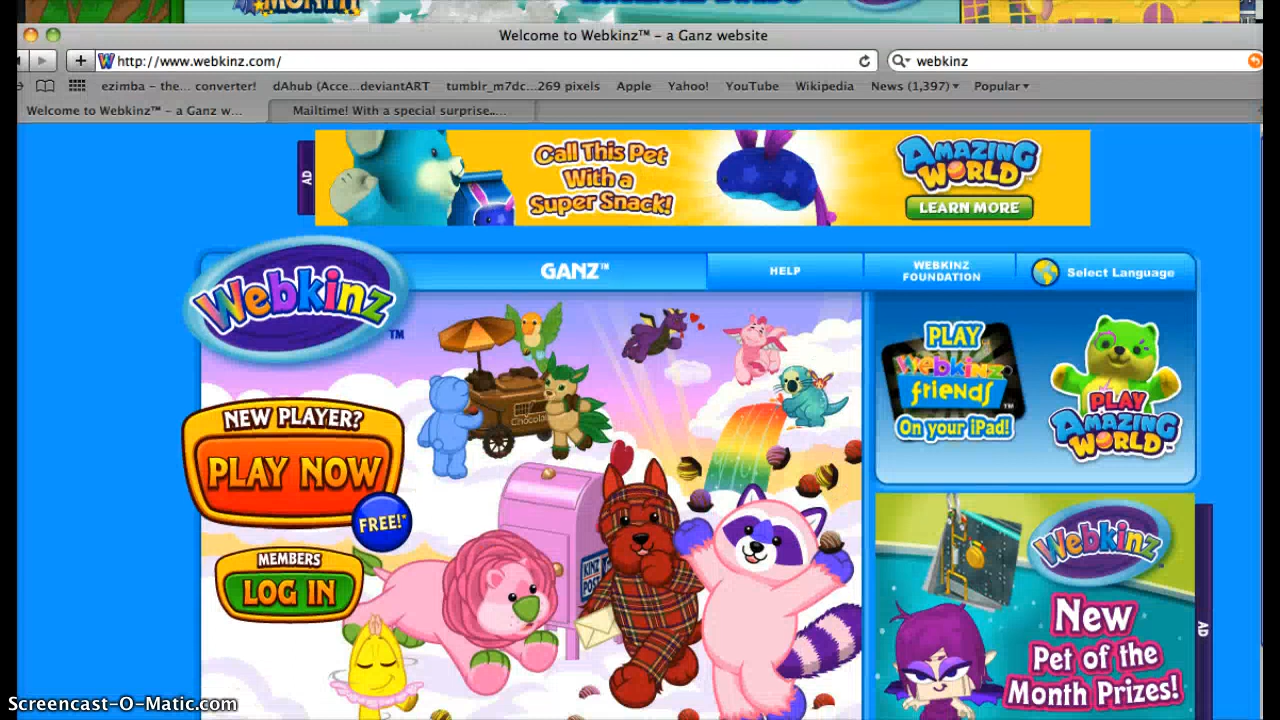 MONTH
Welcome to Webkinz™ – a Ganz website
http://www.webkinz.com/
webkinz
ezimba – the... converter!
dAhub (Acce...deviantART
tumblr_m7dc...269 pixels
Apple
Yahoo!
YouTube
Wikipedia
News (1,397)
Popular
Welcome to Webkinz™ – a Ganz w...
Mailtime! With a special surprise.…
AD
Call This Pet
With a
Super Snack!
AMAZING
WORLD
LEARN MORE
Webkinz™
GANZ™
HELP
WEBKINZ
FOUNDATION
Select Language
PLAY
Webkinz
friends™
On your iPad!
PLAY
AMAZING
WORLD
NEW PLAYER?
PLAY NOW
FREE!*
MEMBERS
LOG IN
Chocolat
KINZ
POST
Webkinz
New
Pet of the
Month Prizes!
AD
Screencast-O-Matic.com